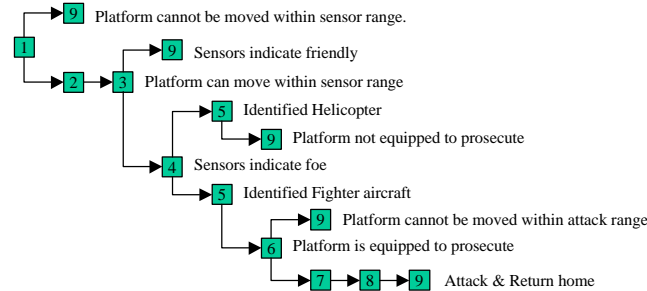 9 Platform cannot be moved within sensor range.
1
9 Sensors indicate friendly
2 3 Platform can move within sensor range
5 Identified Helicopter
9 Platform not equipped to prosecute
4 Sensors indicate foe
5 Identified Fighter aircraft
9 Platform cannot be moved within attack range
6 Platform is equipped to prosecute
7 8 9 Attack & Return home